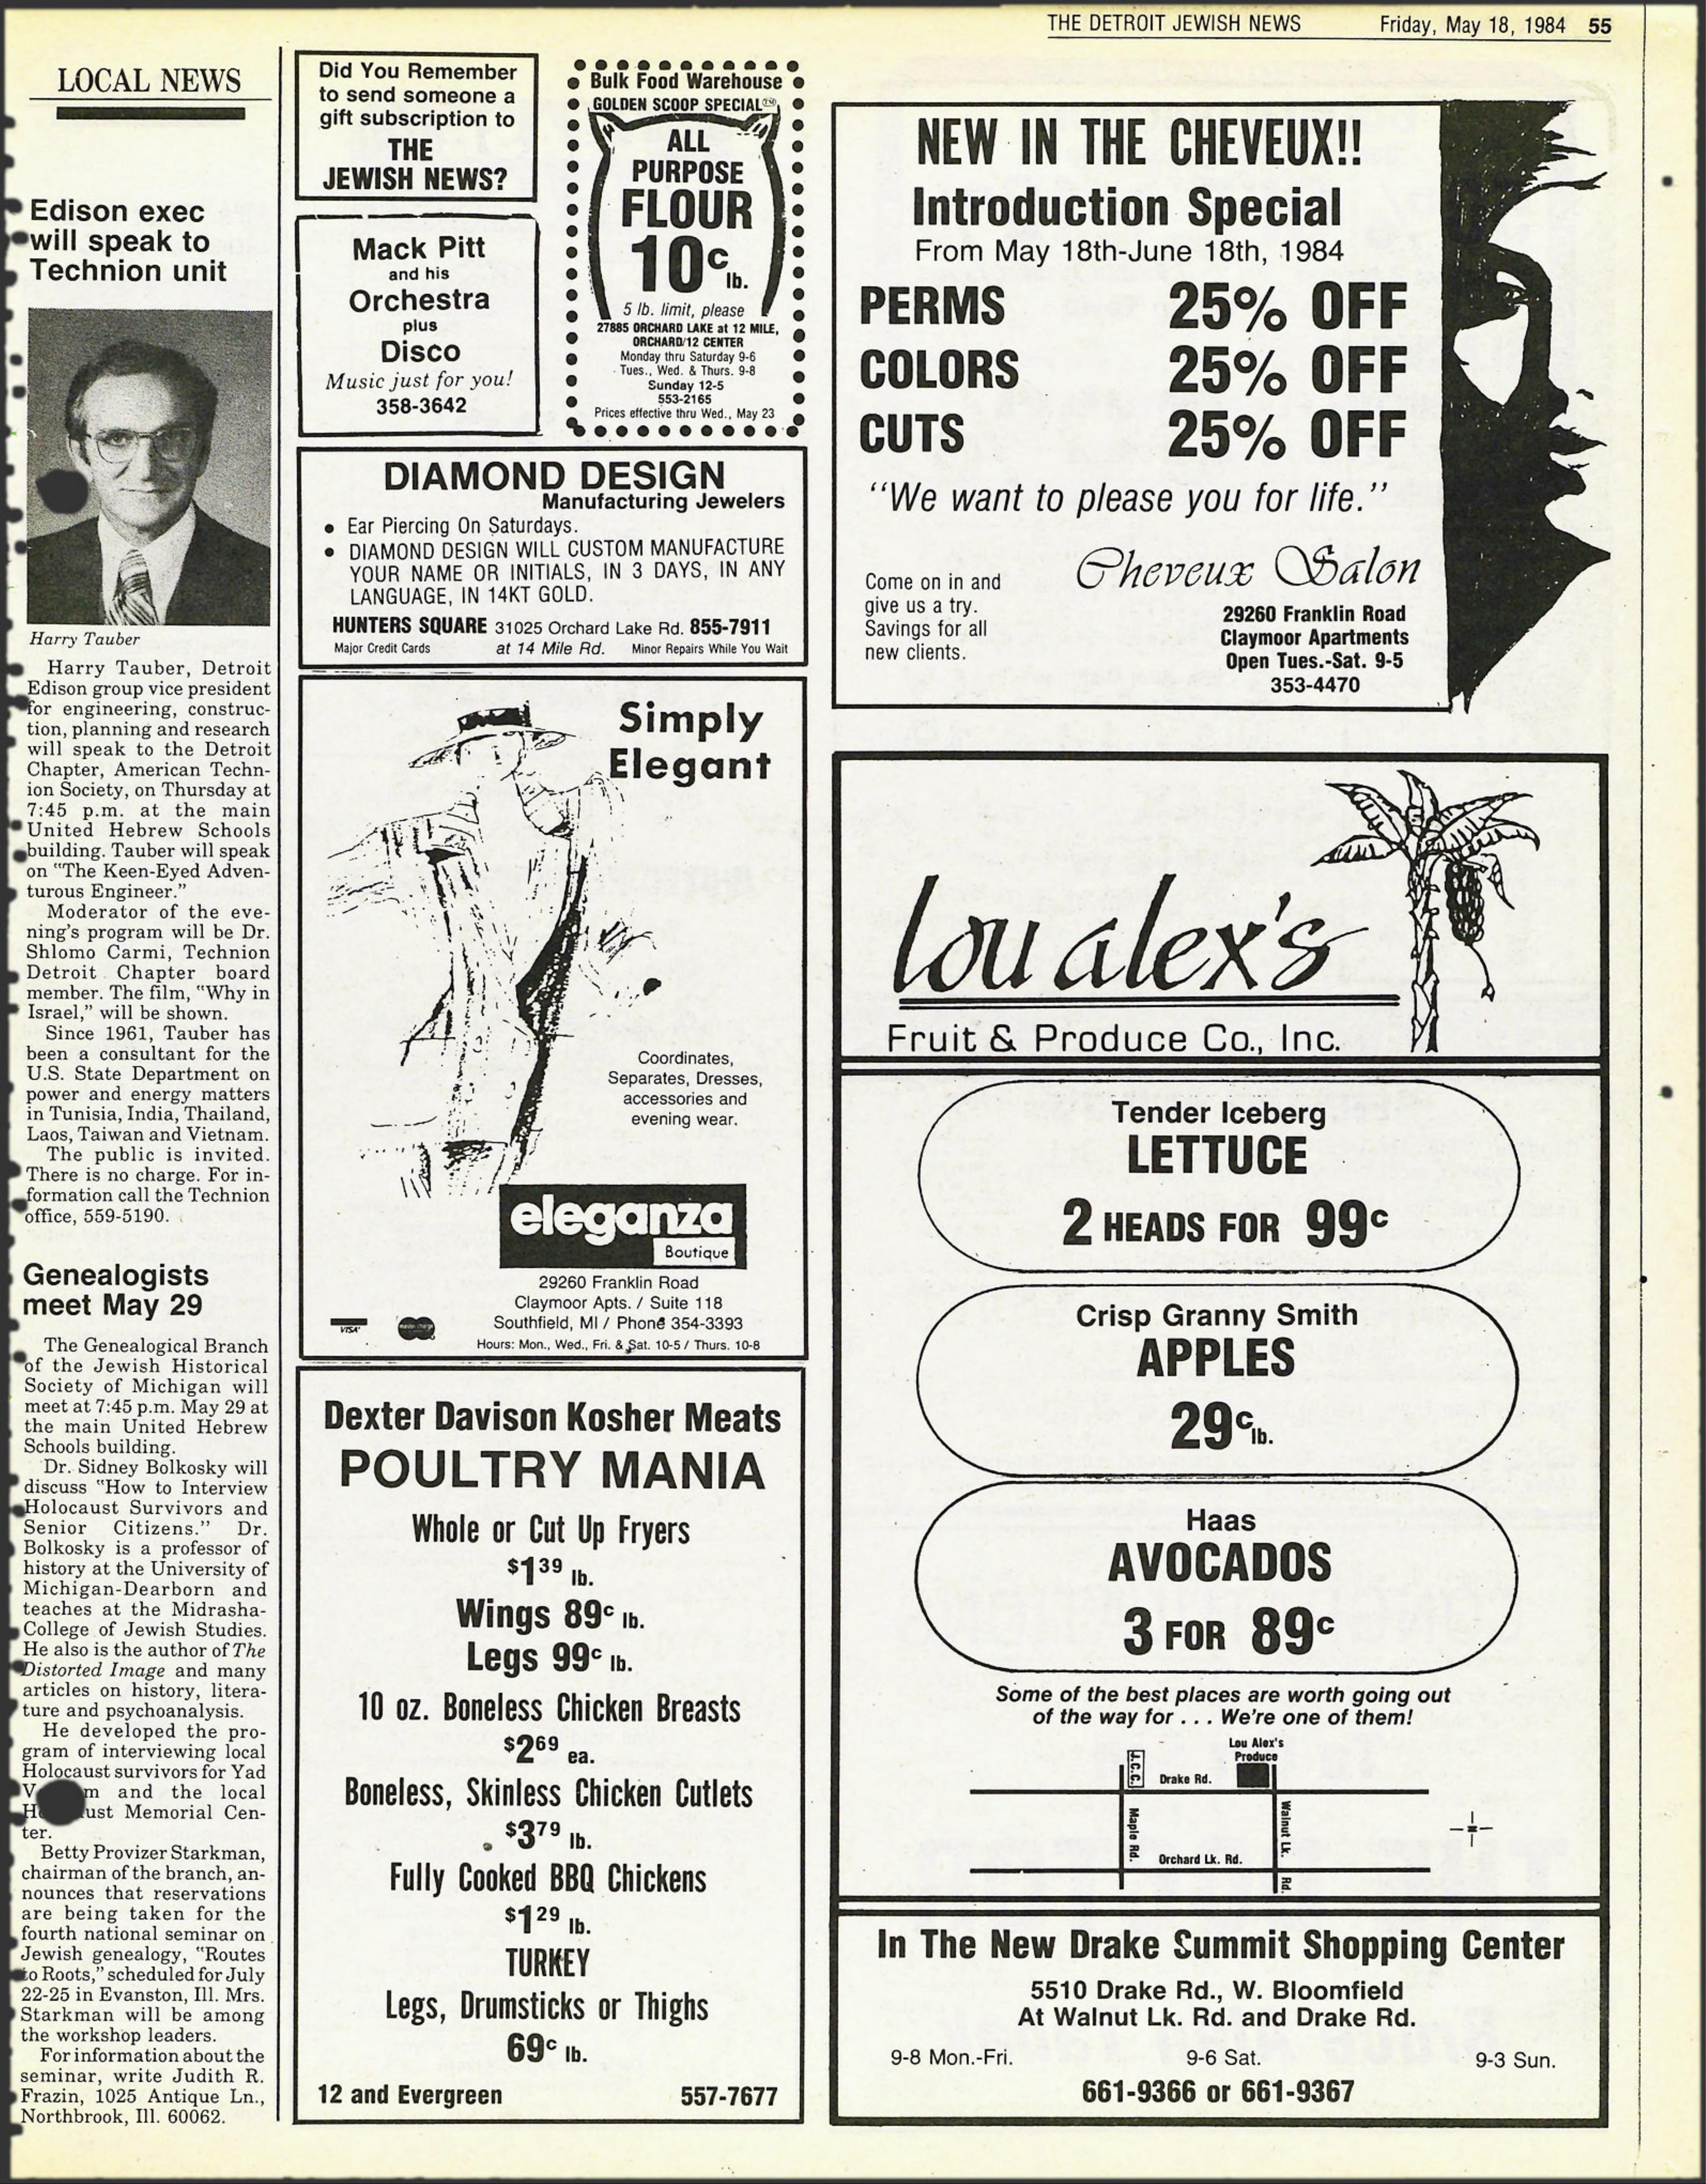 THE DETROIT JEWISH NEWS Friday, May 18, 1984 55
LOCAL NEWS
Edison exec
will speak to
Technion unit
Harry Tauber
Harry Tauber, Detroit
Edison group vice president
for engineering, construc-
tion, planning and research
will speak to the Detroit
Chapter, American Techn-
ion Society, on Thursday at
7:45 p.m. at the main
United Hebrew Schools
building. Tauber will speak
on "The Keen-Eyed Adven-
turous Engineer."
Moderator of the eve-
ning's program will be Dr.
Shlomo Carmi, Technion
Detroit Chapter board
member. The film, "Why in
Israel," will be shown.
Since 1961, Tauber has
been a consultant for the
U.S. State Department on
power and energy matters
in Tunisia, India, Thailand,
Laos, Taiwan and Vietnam.
The public is invited.
There is no charge. For in-
formation call the Technion
office, 559-5190.
Genealogists
meet May 29
The Genealogical Branch
of the Jewish Historical
Society of Michigan will
meet at 7:45 p.m. May 29 at
the main United Hebrew
Schools building.
Dr. Sidney Bolkosky will
discuss "How to Interview
Holocaust Survivors and
Senior Citizens." Dr.
Bolkosky is a professor of
history at the University of
Michigan-Dearborn and
teaches at the Midrasha-
College of Jewish Studies.
He also is the author of The
Distorted Image and many
articles on history, litera-
ture and psychoanalysis.
He developed the pro-
gram of interviewing local
Holocaust survivors for Yad
and the local
Memorial Cen-
ter.
Betty Provizer Starkman,
chairman of the branch, an-
nounces that reservations
are being taken for the
fourth national seminar on
Jewish genealogy, "Routes
to Roots," scheduled for July
22-25 in Evanston, Ill. Mrs.
Starkman will be among
the workshop leaders.
For information about the
seminar, write Judith R.
Frazin, 1025 Antique Ln.,
Northbrook, Ill. 60062.
Did You Remember
to send someone a
gift subscription to
THE
JEWISH NEWS?
Mack Pitt
and his
Orchestra
plus
Disco
Music just for you!
358-3642
Bulk Food Warehouse
GOLDEN SCOOP SPECIAL™
ALL
PURPOSE
FLOUR
10c lb.
5 lb. limit, please
27885 ORCHARD LAKE at 12 MILE,
ORCHARD/12 CENTER
Monday thru Saturday 9-6
Tues., Wed. & Thurs. 9-8
Sunday 12-5
553-2165
Prices effective thru Wed., May 23
DIAMOND DESIGN
Manufacturing Jewelers
• Ear Piercing On Saturdays.
• DIAMOND DESIGN WILL CUSTOM MANUFACTURE
YOUR NAME OR INITIALS, IN 3 DAYS, IN ANY
LANGUAGE, IN 14KT GOLD.
HUNTERS SQUARE 31025 Orchard Lake Rd. 855-7911
Major Credit Cards at 14 Mile Rd. Minor Repairs While You Wait
Simply
Elegant
Coordinates,
Separates, Dresses,
accessories and
evening wear.
eleganza
Boutique
29260 Franklin Road
Claymoor Apts. / Suite 118
Southfield, MI / Phone 354-3393
VISA
Hours: Mon., Wed., Fri. & Sat. 10-5 / Thurs. 10-8
Dexter Davison Kosher Meats
POULTRY MANIA
Whole or Cut Up Fryers
$1 39 lb.
Wings 89c lb.
Legs 99c lb.
10 oz. Boneless Chicken Breasts
$2 69 ea.
Boneless, Skinless Chicken Cutlets
$3 79 lb.
Fully Cooked BBQ Chickens
$1 29 lb.
TURKEY
Legs, Drumsticks or Thighs
69c lb.
12 and Evergreen 557-7677
NEW IN THE CHEVEUX!!
Introduction Special
From May 18th-June 18th, 1984
PERMS 25% OFF
COLORS 25% OFF
CUTS 25% OFF
"We want to please you for life."
Come on in and
give us a try.
Savings for all
new clients.
Cheveux Salon
29260 Franklin Road
Claymoor Apartments
Open Tues.-Sat. 9-5
353-4470
lou alex's
Fruit & Produce Co., Inc.
Tender Iceberg
LETTUCE
2 HEADS FOR 99c
Crisp Granny Smith
APPLES
29c lb.
Haas
AVOCADOS
3 FOR 89c
Some of the best places are worth going out
of the way for . . . We're one of them!
Lou Alex's
Produce
J.C.C.
Drake Rd.
Maple Rd.
Walnut Lk. Rd.
Orchard Lk. Rd.
In The New Drake Summit Shopping Center
5510 Drake Rd., W. Bloomfield
At Walnut Lk. Rd. and Drake Rd.
9-8 Mon.-Fri. 9-6 Sat. 9-3 Sun.
661-9366 or 661-9367